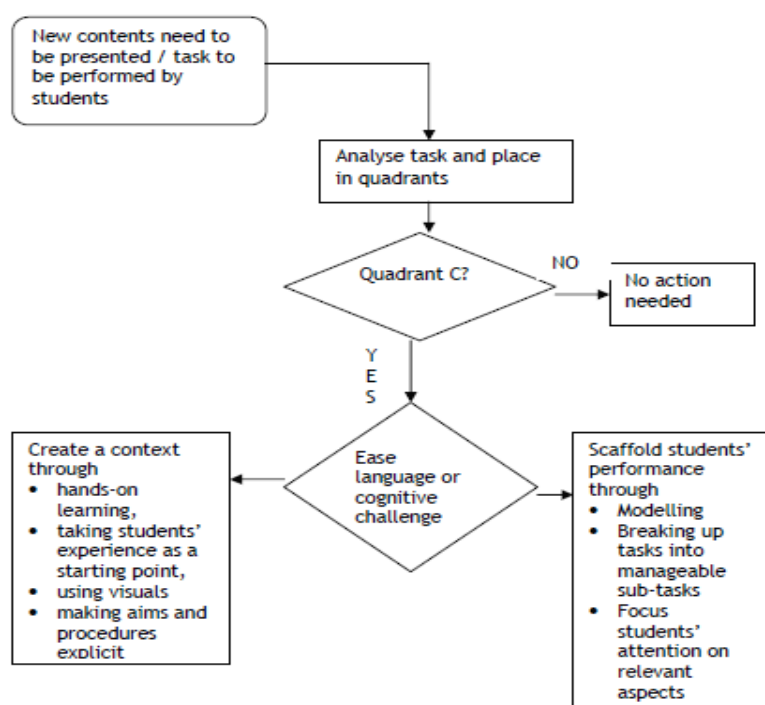 New contents need to
be presented / task to
be performed by
students
Analyse task and place
in quadrants
Quadrant C?
NO
No action
needed
Y
E
S
Ease
language or
cognitive
challenge
Create a context
through
• hands-on
learning,
• taking students'
experience as a
starting point,
• using visuals
• making aims and
procedures
explicit
Scaffold students'
performance
through
• Modelling
• Breaking up
tasks into
manageable
sub-tasks
• Focus
students'
attention on
relevant
aspects